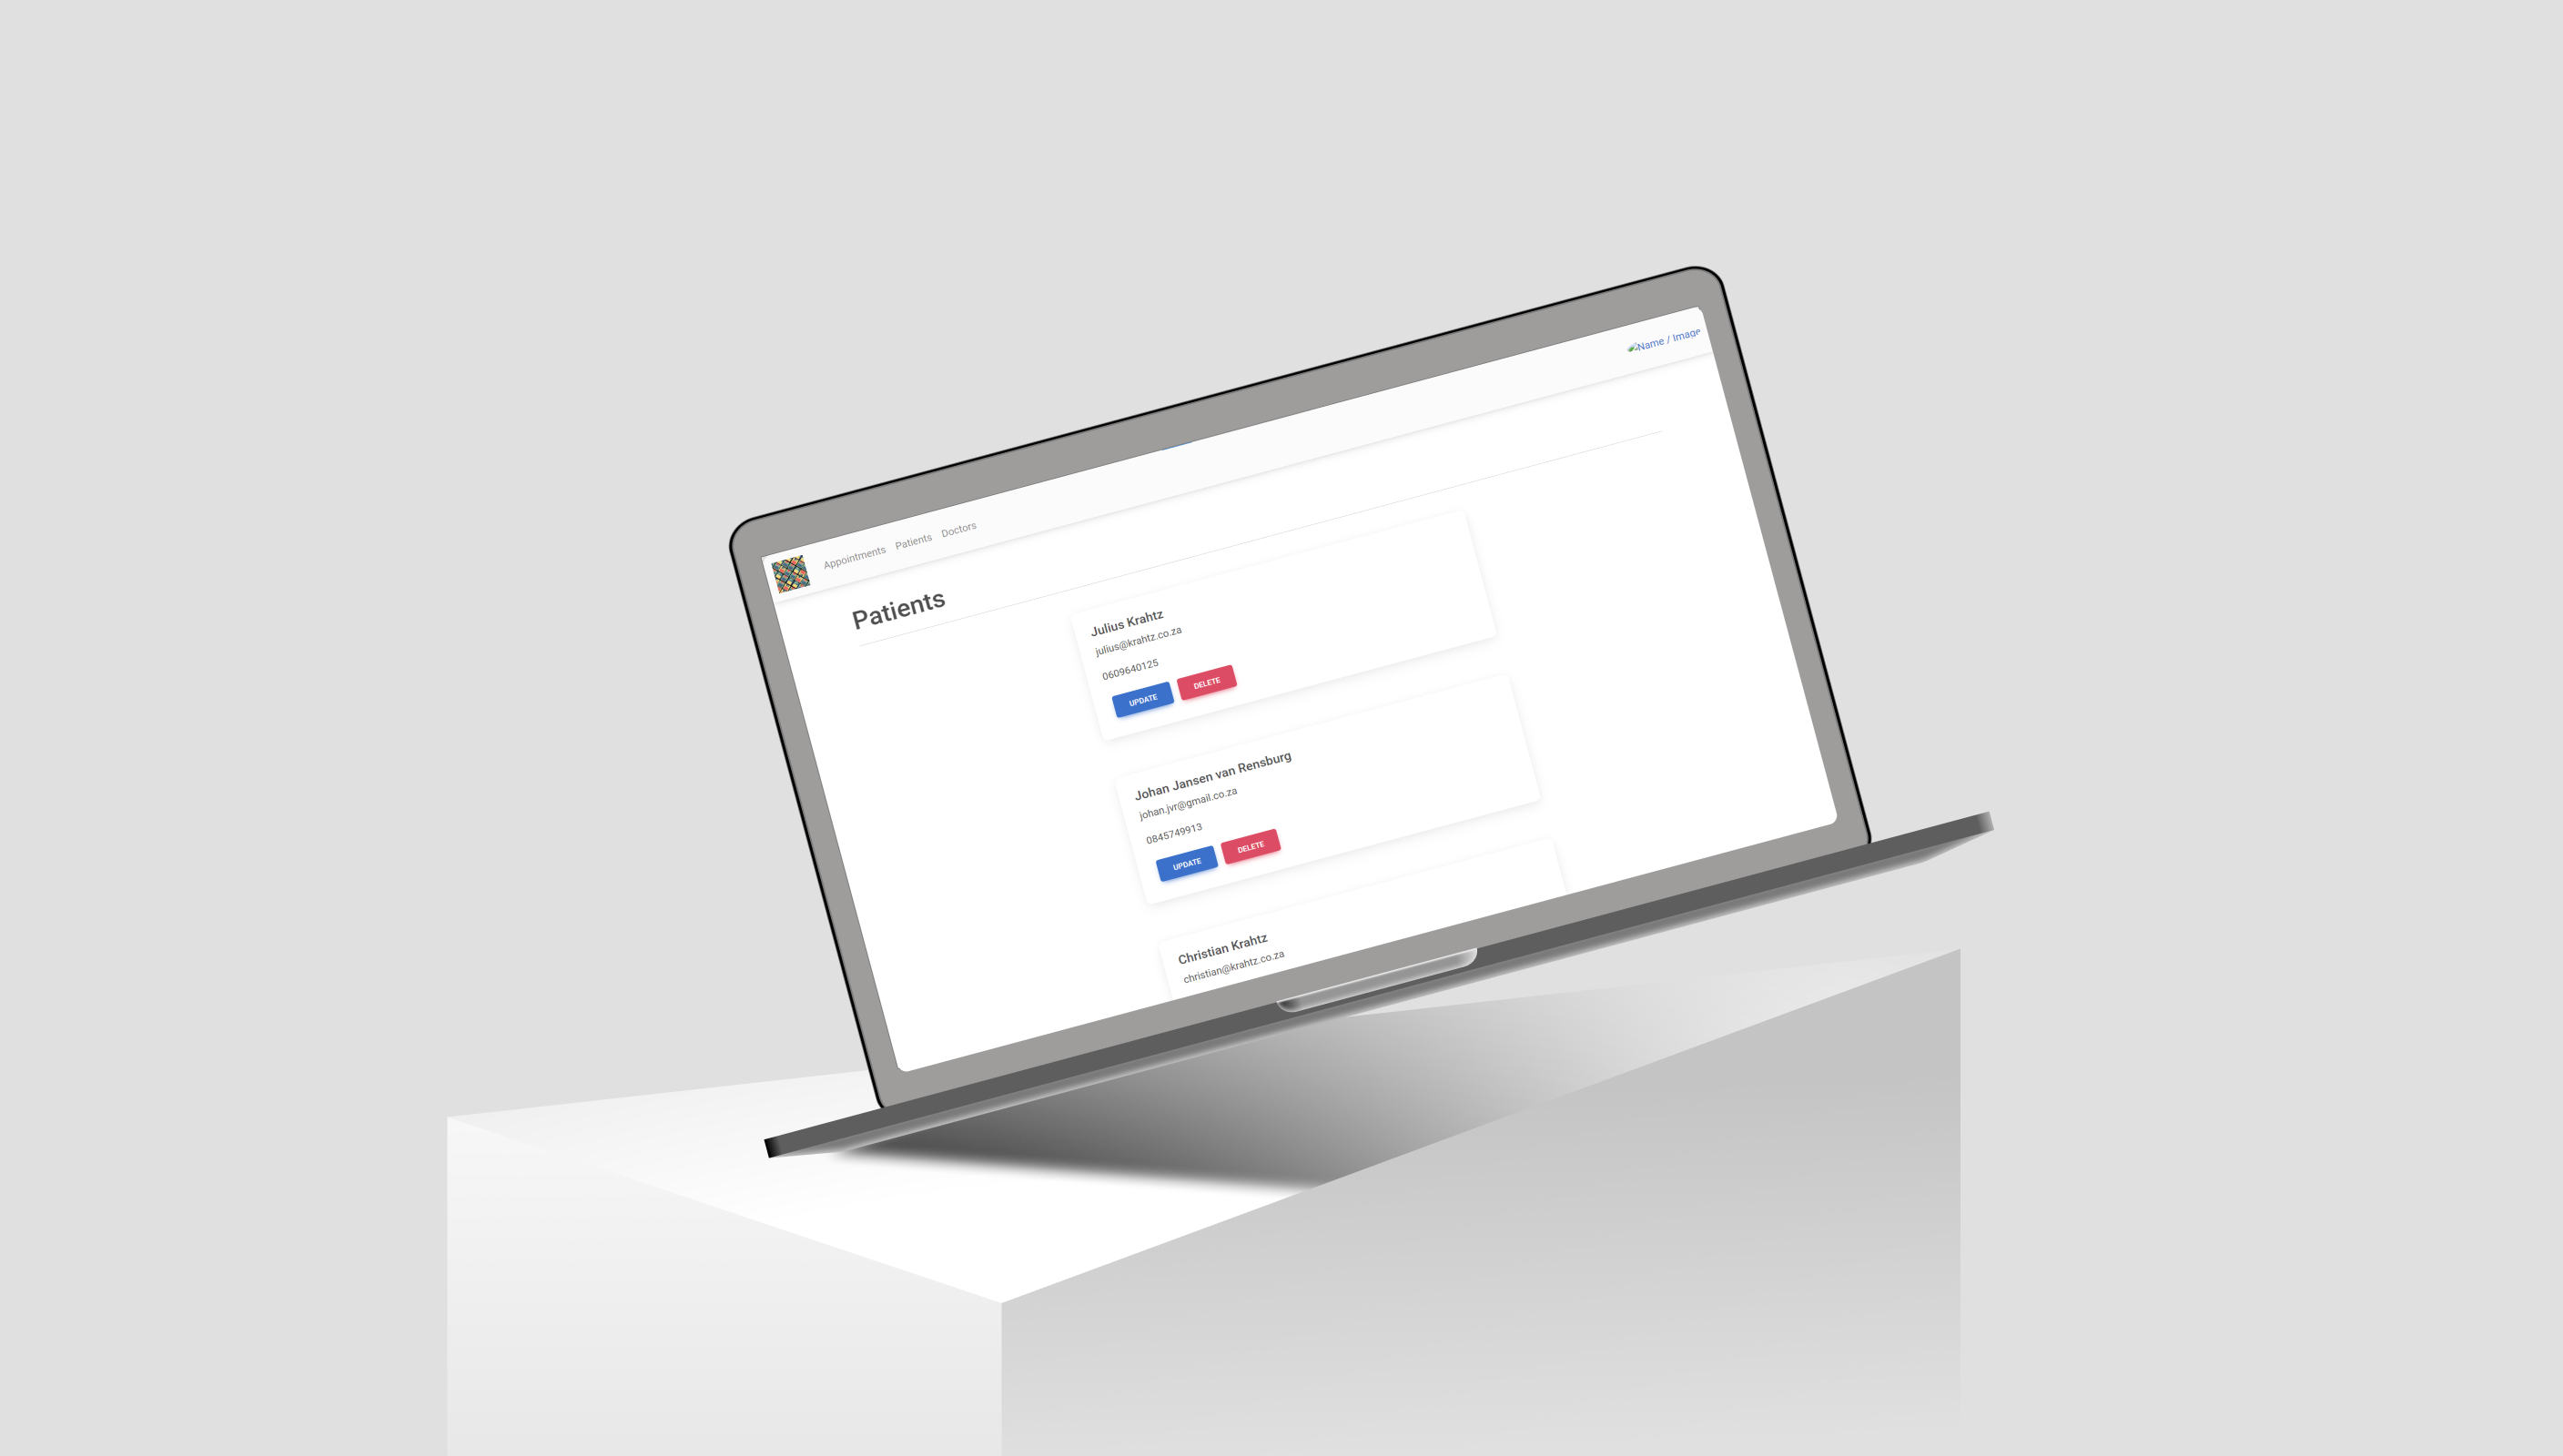 Name / Image
Appointments Patients Doctors
Patients
Julius Krahtz
julius@krahtz.co.za
0609640125
UPDATE DELETE
Johan Jansen van Rensburg
johan.jvr@gmail.co.za
0845749913
UPDATE DELETE
Christian Krahtz
christian@krahtz.co.za